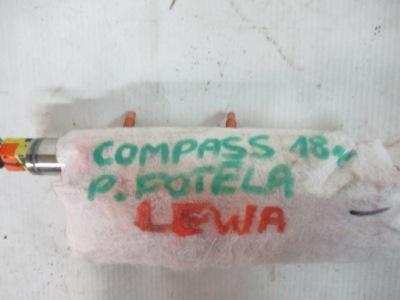 COMPASS 18r
P. FOTELA
LEWA